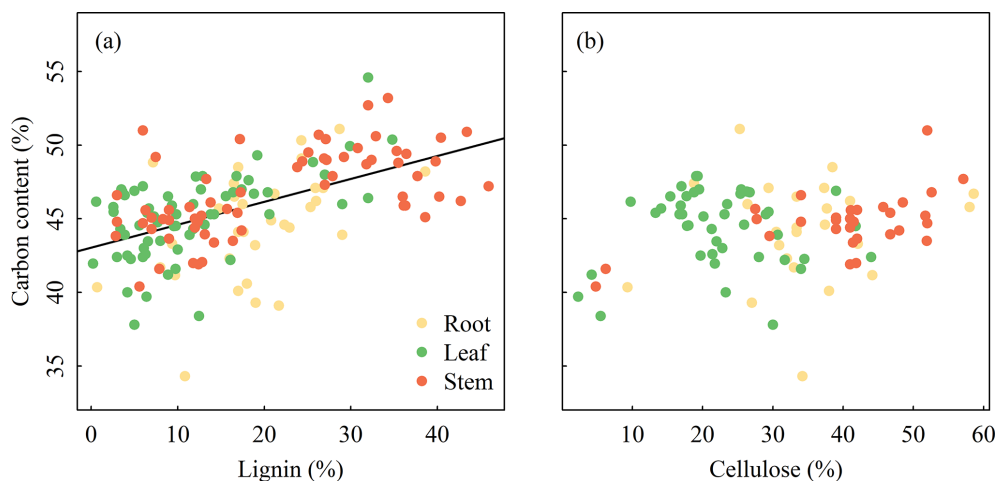 (a)
(b)
Carbon content (%)
55
50
45
40
35
Root
Leaf
Stem
0 10 20 30 40
10 20 30 40 50 60
Lignin (%)
Cellulose (%)